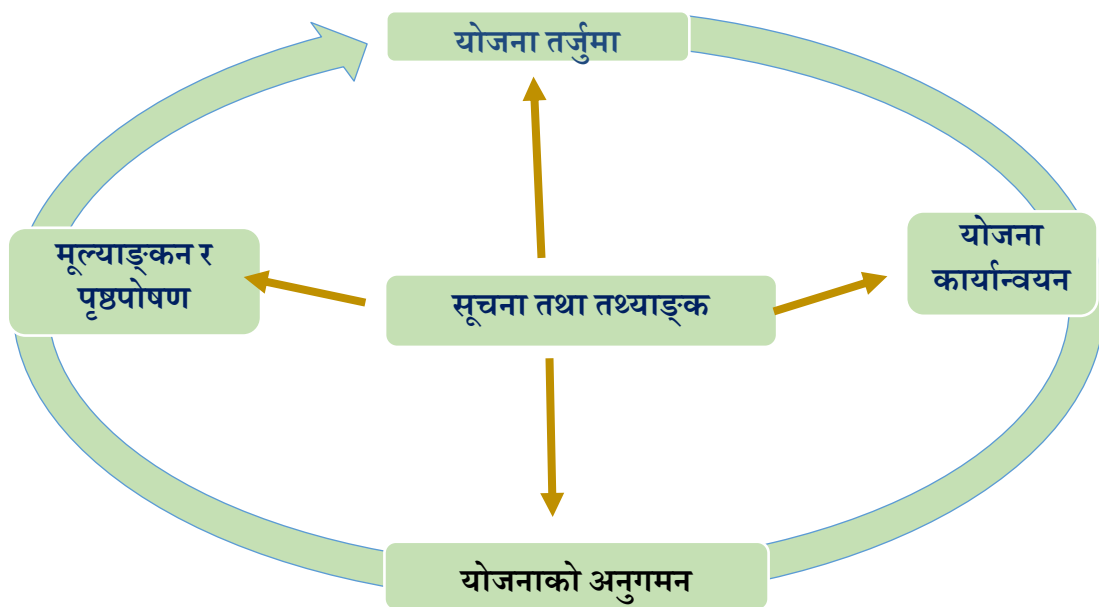 योजना तर्जुमा
मूल्याङ्कन र
पृष्ठपोषण
सूचना तथा तथ्याङ्क
योजना
कार्यान्वयन
योजनाको अनुगमन